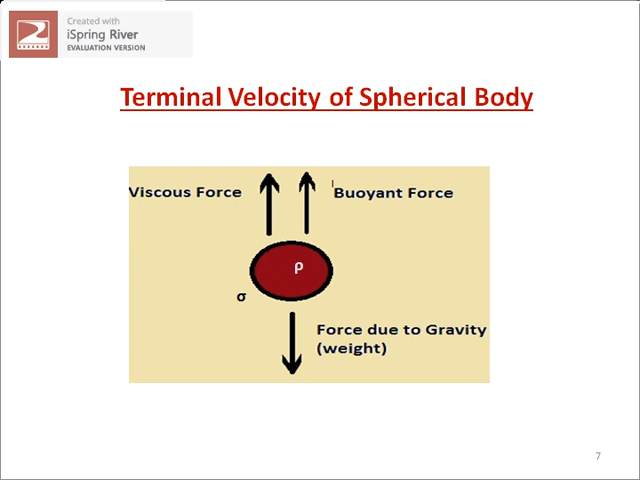 Created with
iSpring River
EVALUATION VERSION
Terminal Velocity of Spherical Body
Viscous Force
Buoyant Force
ρ
σ
Force due to Gravity
(weight)
7